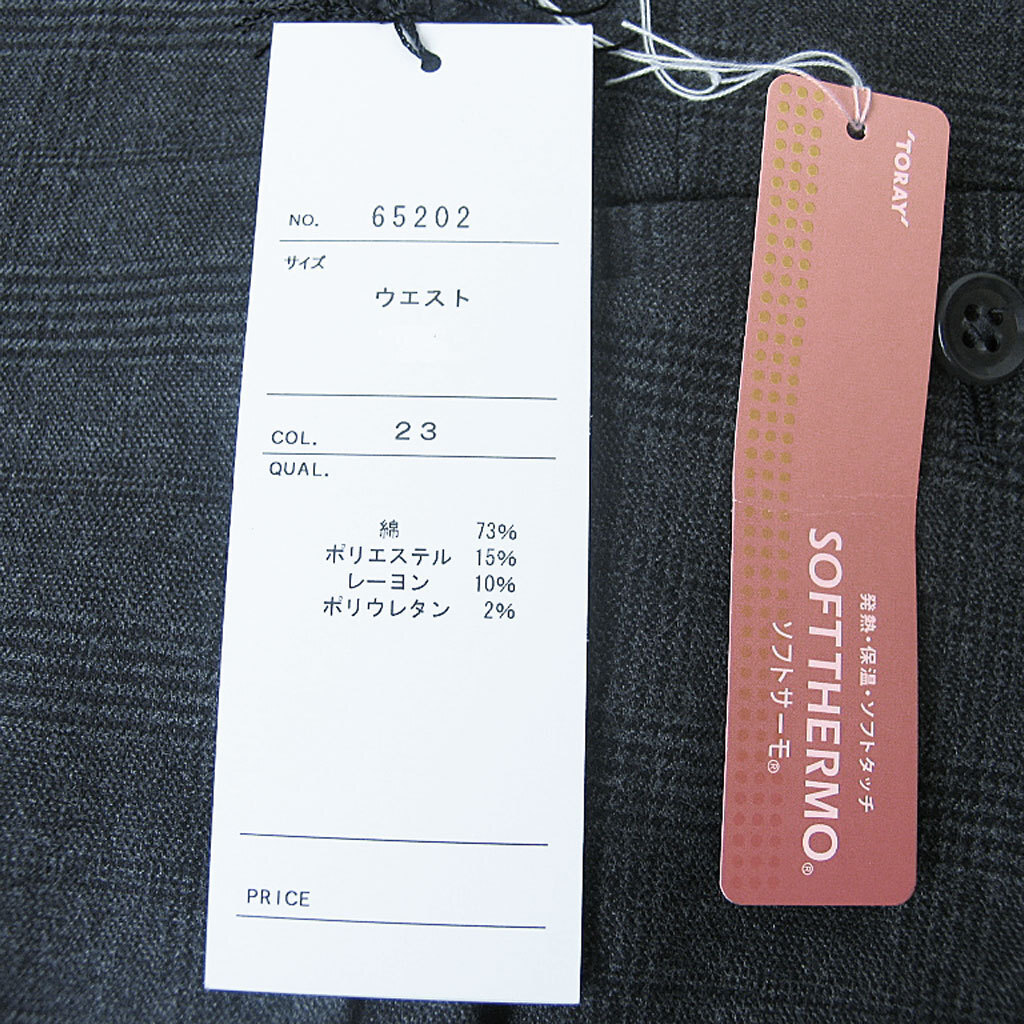 NO. 65202
サイズ
ウエスト
COL. 23
QUAL.
綿 73%
ポリエステル 15%
レーヨン 10%
ポリウレタン 2%
PRICE
'TORAY'
発熱・保温・ソフトタッチ
SOFTTHERMO®
ソフトサーモ®